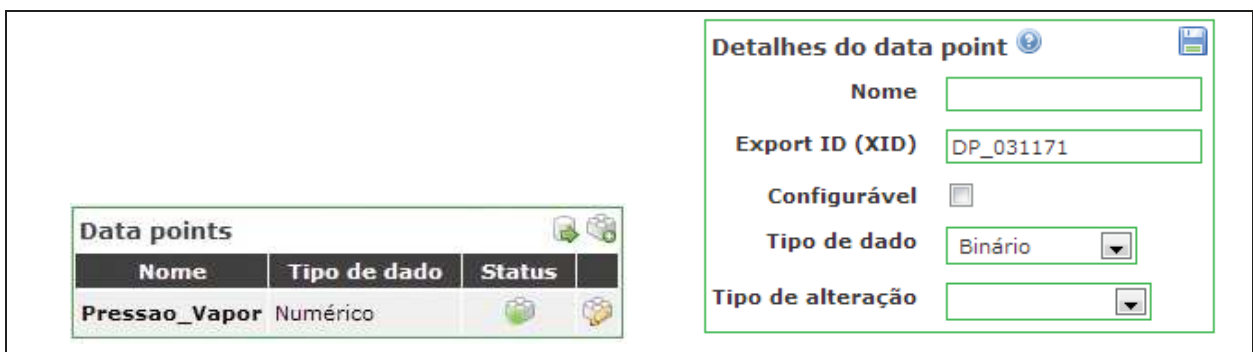 Data points
Nome Tipo de dado Status
Pressao_Vapor Numérico
Detalhes do data point
Nome
Export ID (XID) DP_031171
Configurável
Tipo de dado Binário
Tipo de alteração